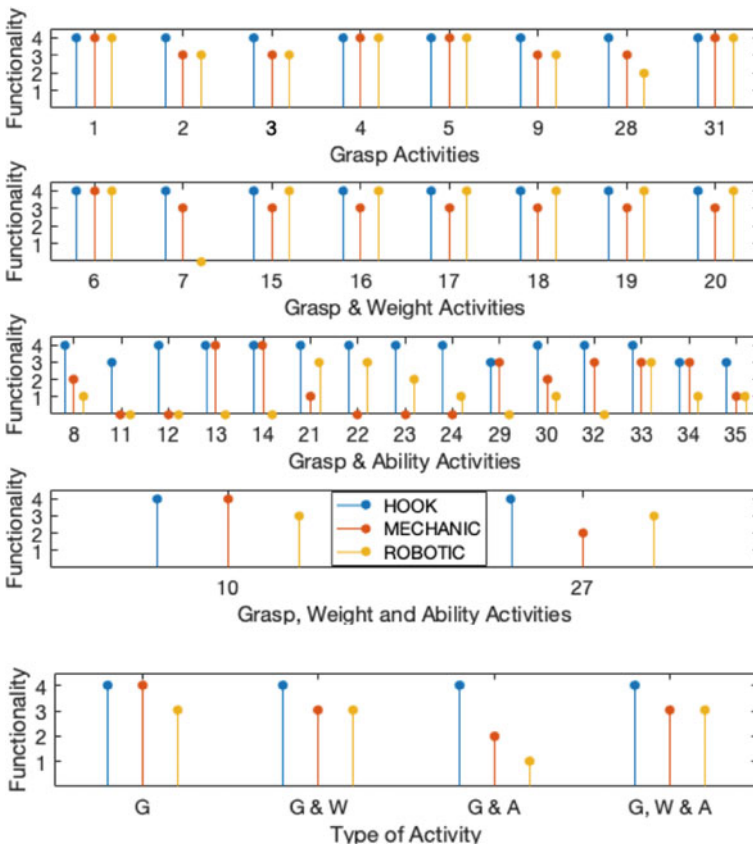 Functionality
4
3
2
1
1 2 3 4 5 9 28 31
Grasp Activities
Functionality
4
3
2
1
6 7 15 16 17 18 19 20
Grasp & Weight Activities
Functionality
4
3
2
1
8 11 12 13 14 21 22 23 24 29 30 32 33 34 35
Grasp & Ability Activities
Functionality
4
3
2
1
HOOK
MECHANIC
ROBOTIC
10 27
Grasp, Weight and Ability Activities
Functionality
4
3
2
1
G G & W G & A G, W & A
Type of Activity